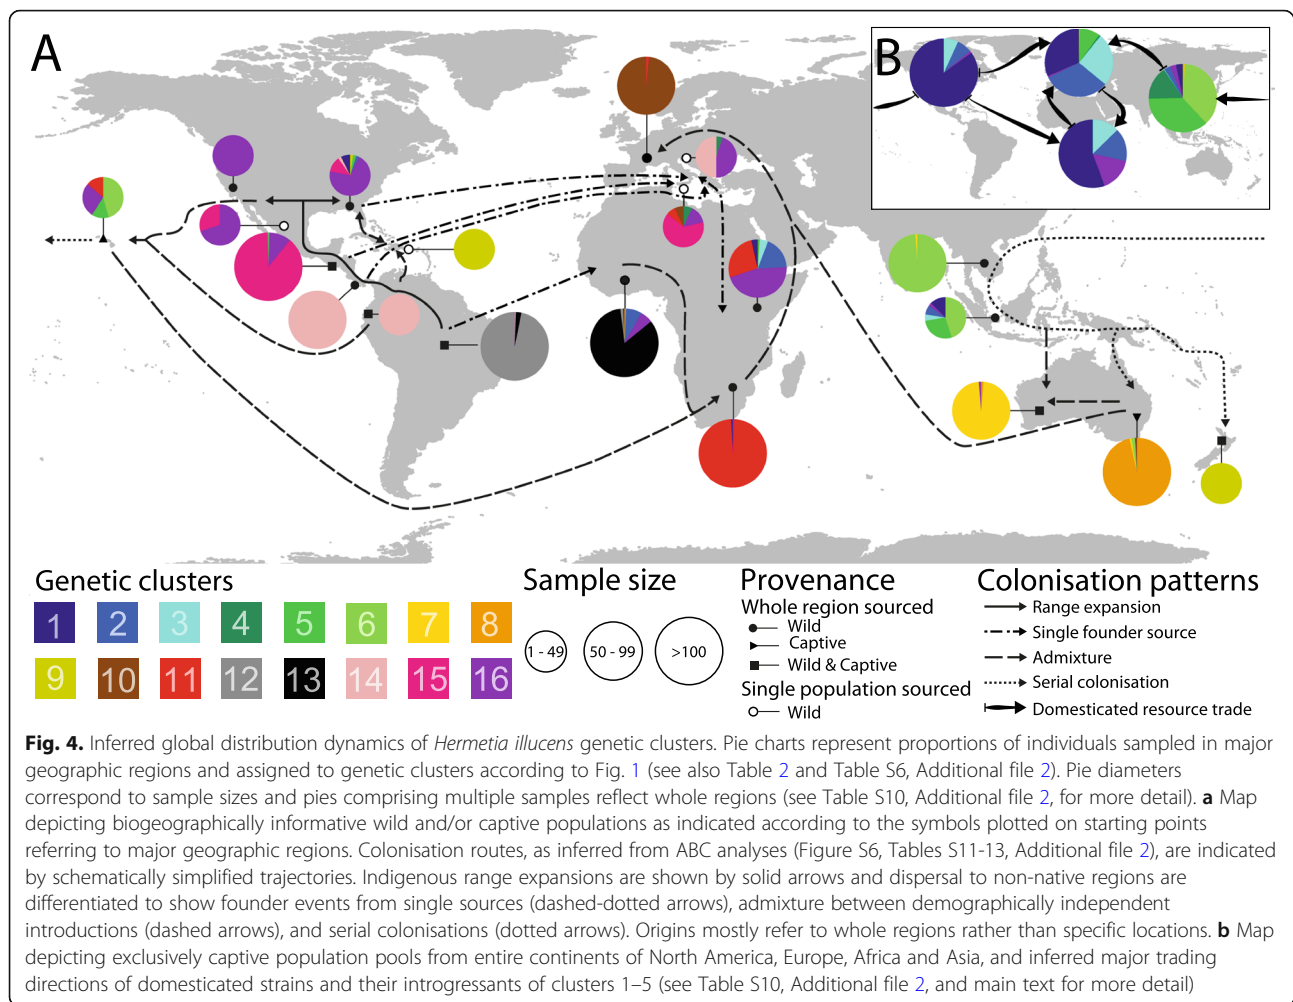 A
B
Genetic clusters
1 2 3 4 5 6 7 8
9 10 11 12 13 14 15 16
Sample size
1 - 49 50 - 99 >100
Provenance
Whole region sourced
Wild
Captive
Wild & Captive
Single population sourced
Wild
Colonisation patterns
Range expansion
Single founder source
Admixture
Serial colonisation
Domesticated resource trade
Fig. 4. Inferred global distribution dynamics of Hermetia illucens genetic clusters. Pie charts represent proportions of individuals sampled in major
geographic regions and assigned to genetic clusters according to Fig. 1 (see also Table 2 and Table S6, Additional file 2). Pie diameters
correspond to sample sizes and pies comprising multiple samples reflect whole regions (see Table S10, Additional file 2, for more detail). a Map
depicting biogeographically informative wild and/or captive populations as indicated according to the symbols plotted on starting points
referring to major geographic regions. Colonisation routes, as inferred from ABC analyses (Figure S6, Tables S11-13, Additional file 2), are indicated
by schematically simplified trajectories. Indigenous range expansions are shown by solid arrows and dispersal to non-native regions are
differentiated to show founder events from single sources (dashed-dotted arrows), admixture between demographically independent
introductions (dashed arrows), and serial colonisations (dotted arrows). Origins mostly refer to whole regions rather than specific locations. b Map
depicting exclusively captive population pools from entire continents of North America, Europe, Africa and Asia, and inferred major trading
directions of domesticated strains and their introgressants of clusters 1–5 (see Table S10, Additional file 2, and main text for more detail)